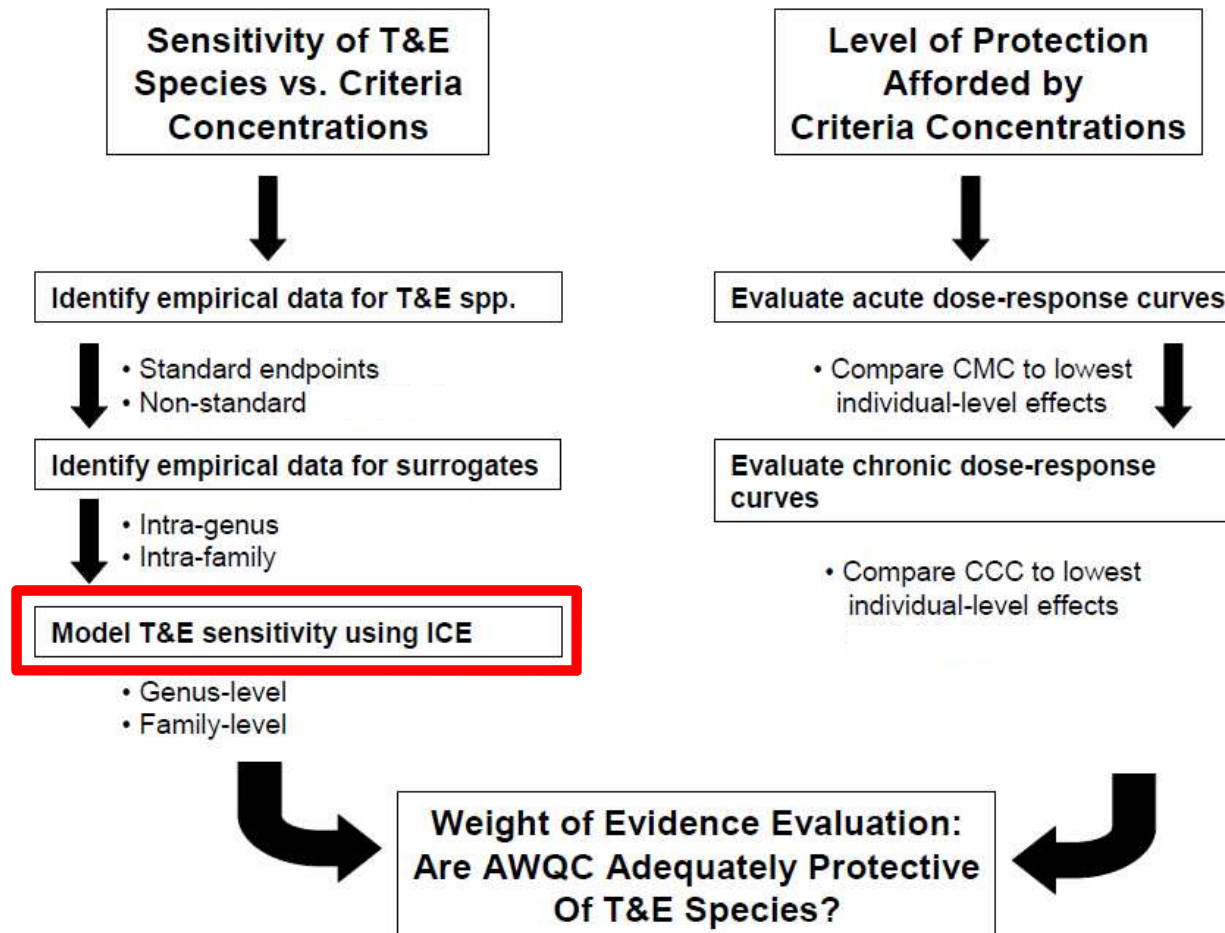 Sensitivity of T&E
Species vs. Criteria
Concentrations
Identify empirical data for T&E spp.
• Standard endpoints
• Non-standard
Identify empirical data for surrogates
• Intra-genus
• Intra-family
Model T&E sensitivity using ICE
• Genus-level
• Family-level
Level of Protection
Afforded by
Criteria Concentrations
Evaluate acute dose-response curves
• Compare CMC to lowest
individual-level effects
Evaluate chronic dose-response
curves
• Compare CCC to lowest
individual-level effects
Weight of Evidence Evaluation:
Are AWQC Adequately Protective
Of T&E Species?